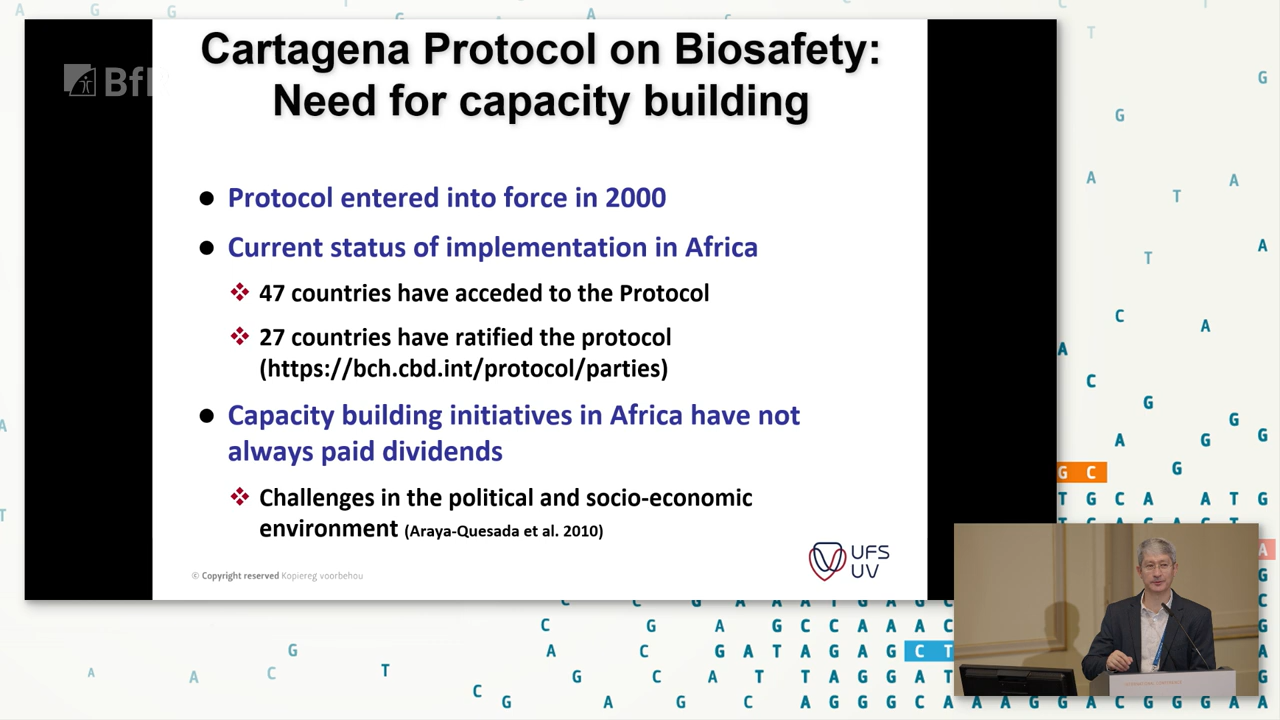 Cartagena Protocol on Biosafety:
Need for capacity building
BfR
● Protocol entered into force in 2000
● Current status of implementation in Africa
❖ 47 countries have acceded to the Protocol
❖ 27 countries have ratified the protocol
(https://bch.cbd.int/protocol/parties)
● Capacity building initiatives in Africa have not
always paid dividends
❖ Challenges in the political and socio-economic
environment (Araya-Quesada et al. 2010)
UFS
UV
© Copyright reserved Kopiereg voorbehou